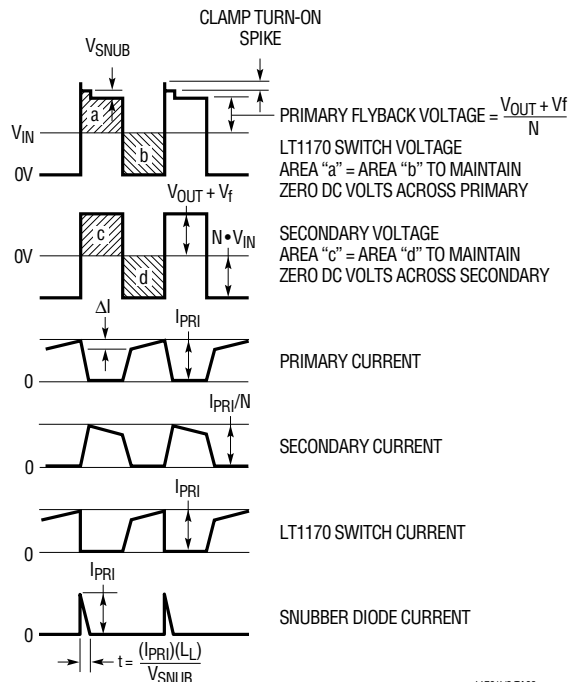 CLAMP TURN-ON
SPIKE
VSNUB
a
PRIMARY FLYBACK VOLTAGE = VOUT + Vf
N
VIN
LT1170 SWITCH VOLTAGE
b
AREA “a” = AREA “b” TO MAINTAIN
0V
ZERO DC VOLTS ACROSS PRIMARY
VOUT + Vf
SECONDARY VOLTAGE
c
N•VIN
AREA “c” = AREA “d” TO MAINTAIN
0V
ZERO DC VOLTS ACROSS SECONDARY
d
ΔI
IPRI
PRIMARY CURRENT
0
IPRI/N
SECONDARY CURRENT
0
IPRI
LT1170 SWITCH CURRENT
0
IPRI
SNUBBER DIODE CURRENT
0
t = (IPRI)(LL)
VSNUB